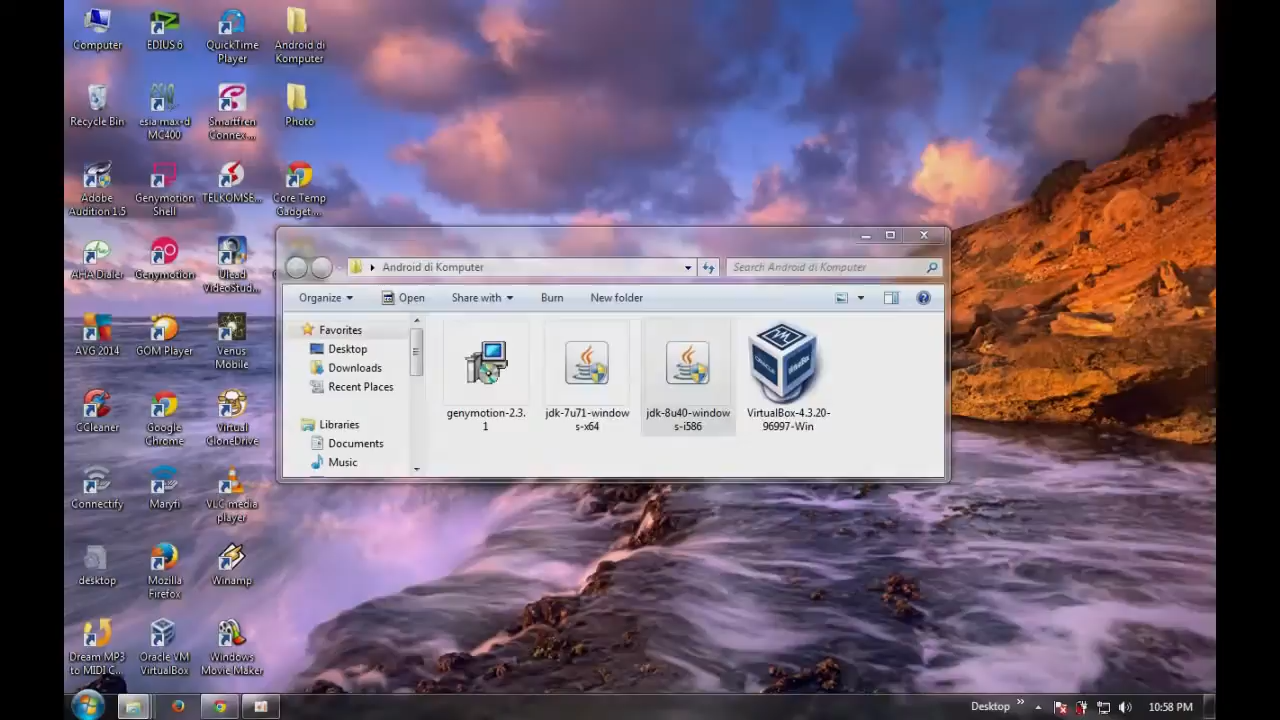 Computer
EDIUS 6
QuickTime
Player
Android di
Komputer
Recycle Bin
esia max-d
MC400
Smartfren
Connex...
Photo
Adobe
Audition 1.5
Genymotion
Shell
TELKOMSE...
Core Temp
Gadget ...
AHA Dialer
Genymotion
Ulead
VideoStud...
AVG 2014
GOM Player
Venus
Mobile
CCleaner
Google
Chrome
Virtual
CloneDrive
Connectify
Maryfi
VLC media
player
desktop
Mozilla
Firefox
Winamp
Dream MP3
to MIDI C...
Oracle VM
VirtualBox
Windows
Movie Maker
Android di Komputer
Search Android di Komputer
Organize
Open
Share with
Burn
New folder
Favorites
Desktop
Downloads
Recent Places
Libraries
Documents
Music
genymotion-2.3.
1
jdk-7u71-window
s-x64
jdk-8u40-window
s-i586
ORACLE
VirtualBox
VirtualBox-4.3.20-
96997-Win
Desktop
10:58 PM